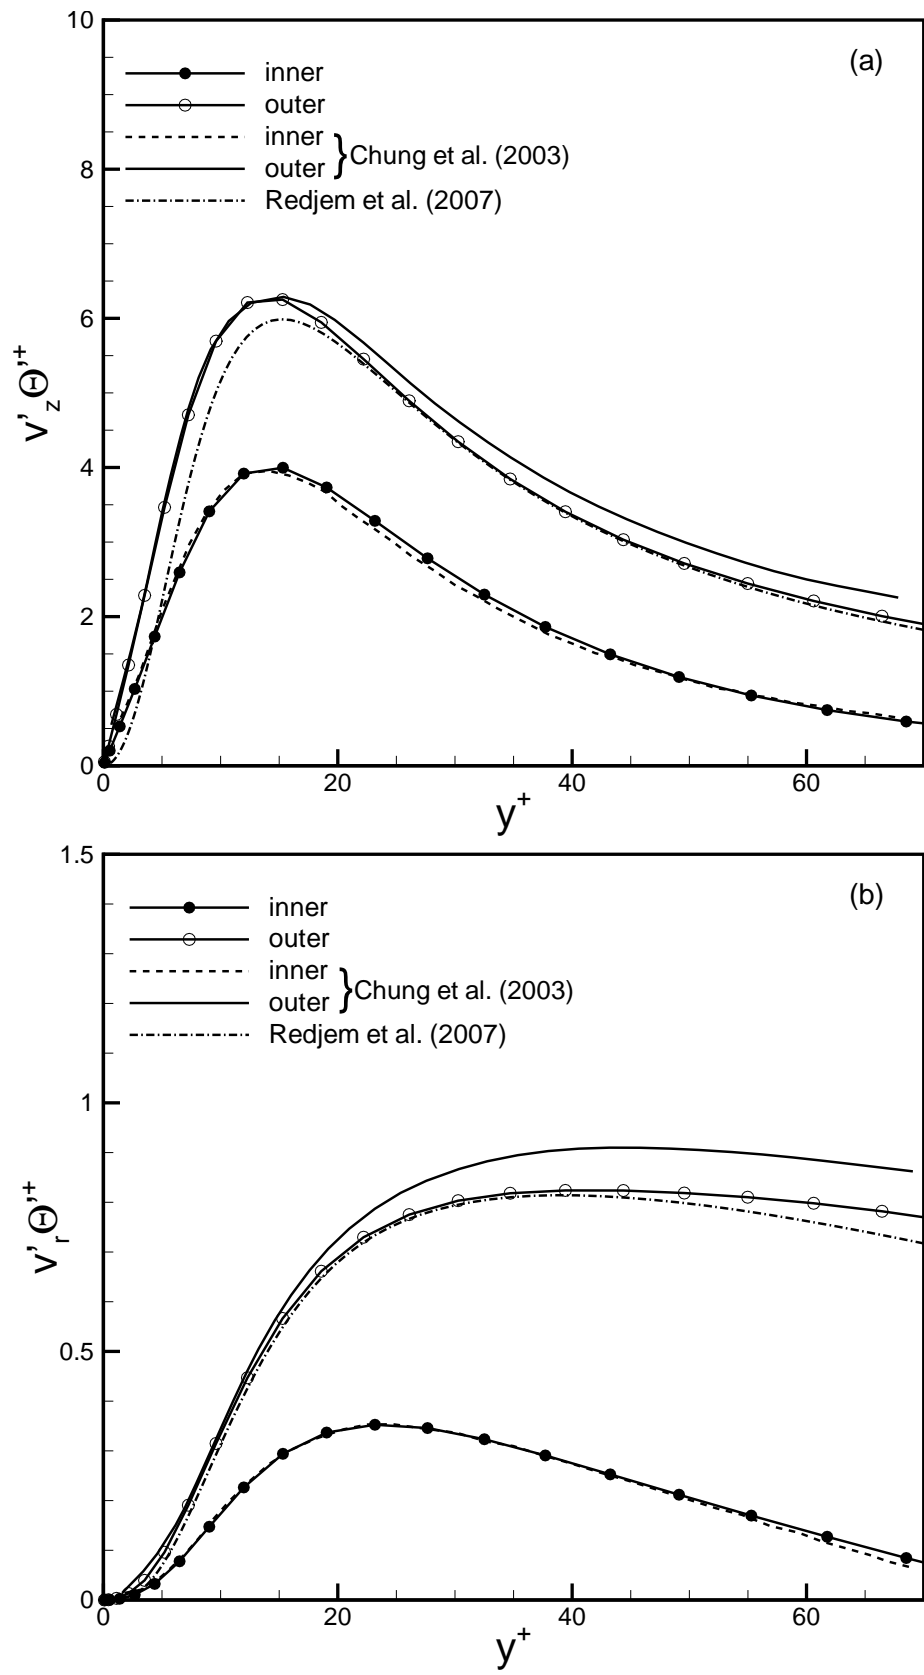 10
(a)
inner
outer
inner
} Chung et al. (2003)
outer
8
Redjem et al. (2007)
6
v'zΘ'+
4
2
0
0 20 40 60
y+
1.5
(b)
inner
outer
inner
} Chung et al. (2003)
outer
Redjem et al. (2007)
1
v'rΘ'+
0.5
0
0 20 40 60
y+